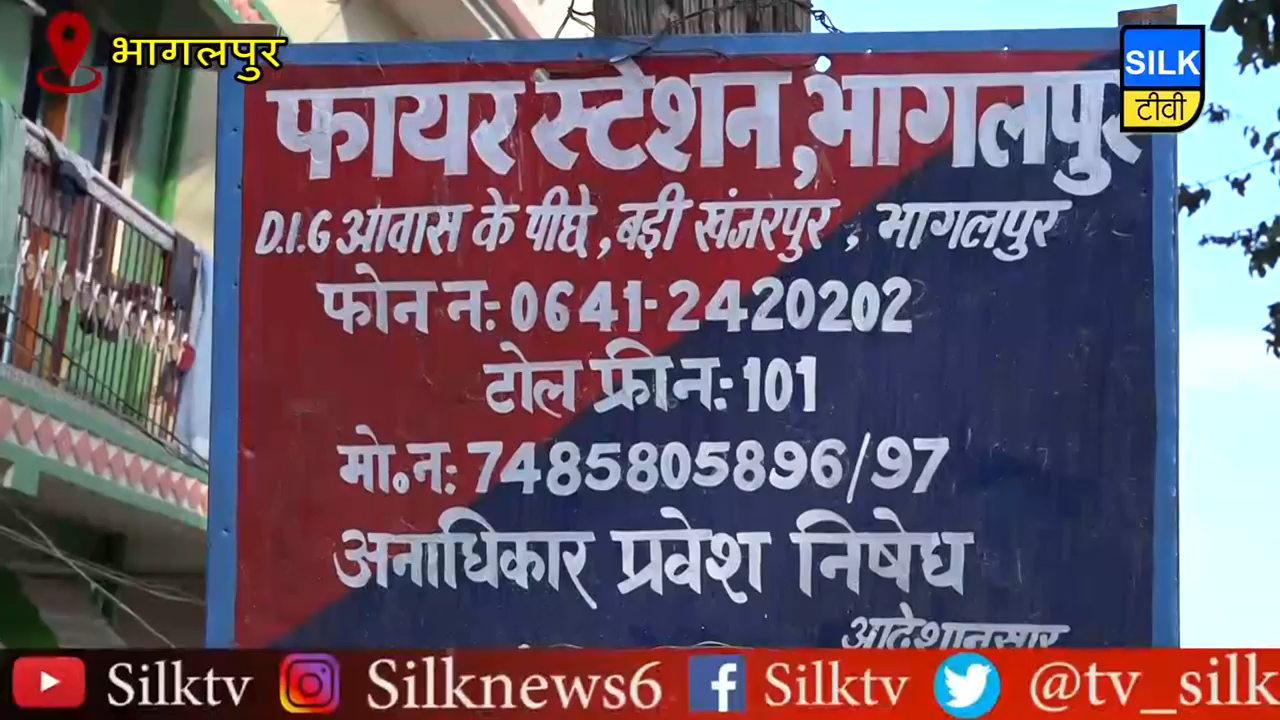 भागलपुर
SILK
टीवी
फायर स्टेशन, भागलपुर
D.I.G आवास के पीछे, बड़ी खंजरपुर, भागलपुर
फोन न: 0641-2420202
टोल फ्री न: 101
मो॰न: 7485805896/97
अनाधिकार प्रवेश निषेध
आदेशानुसार
Silktv Silknews6 Silktv @tv_silk